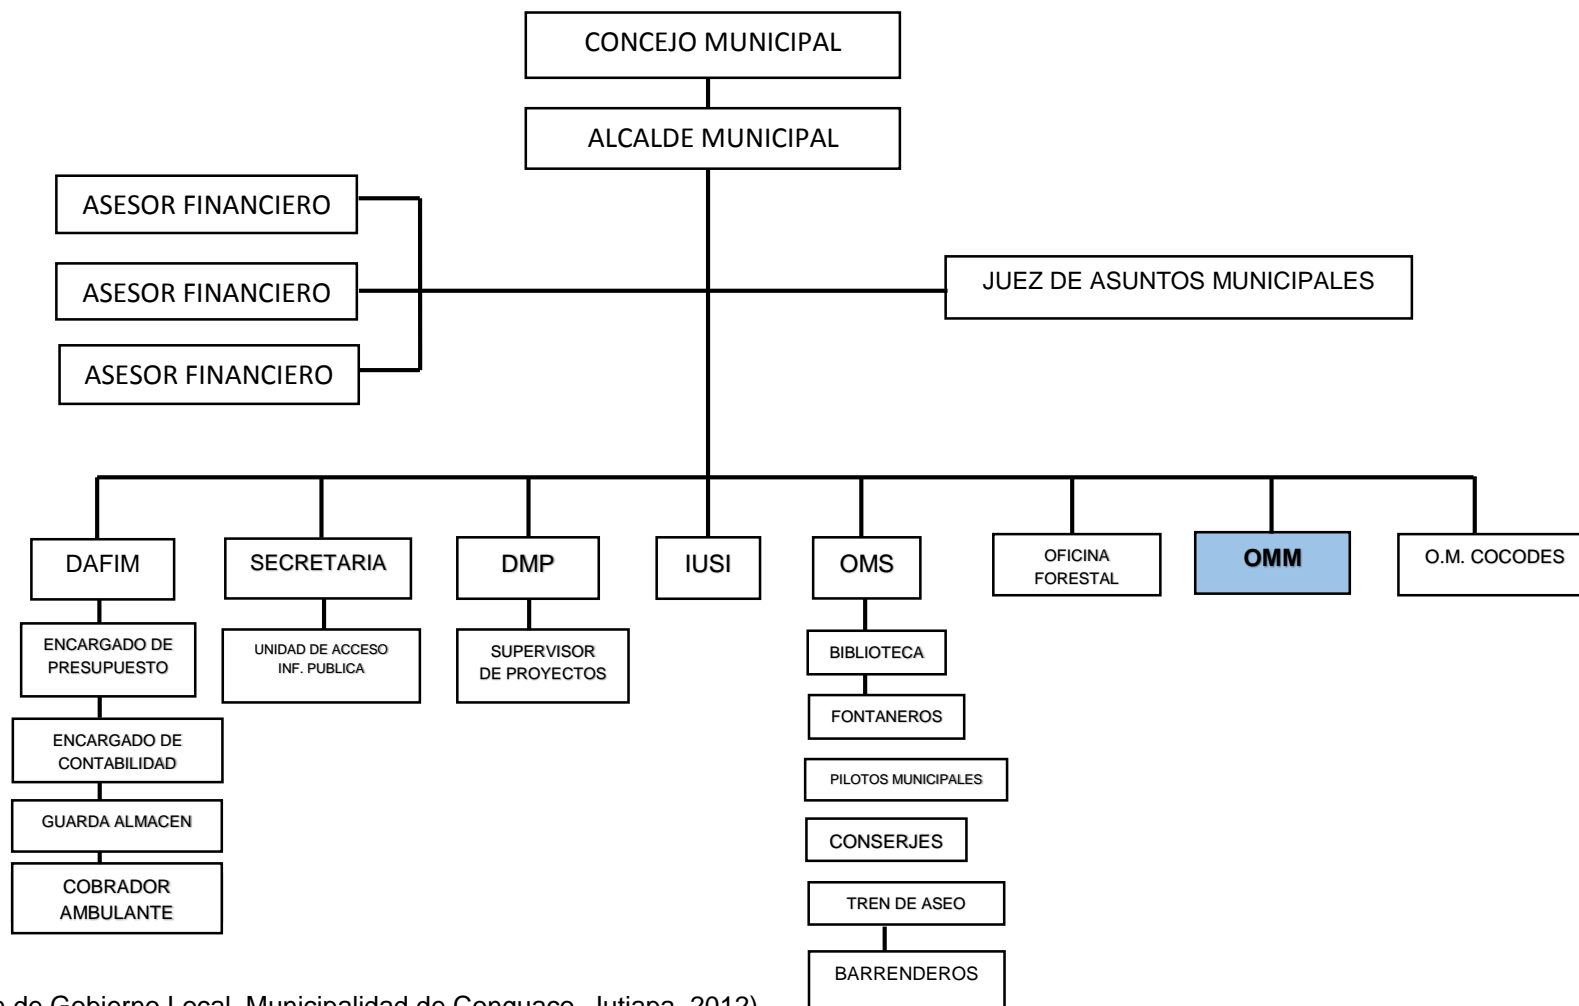 CONCEJO MUNICIPAL
ALCALDE MUNICIPAL
ASESOR FINANCIERO
ASESOR FINANCIERO
ASESOR FINANCIERO
JUEZ DE ASUNTOS MUNICIPALES
DAFIM
SECRETARIA
DMP
IUSI
OMS
OFICINA
FORESTAL
OMM
O.M. COCODES
ENCARGADO DE
PRESUPUESTO
ENCARGADO DE
CONTABILIDAD
GUARDA ALMACEN
COBRADOR
AMBULANTE
UNIDAD DE ACCESO
INF. PUBLICA
SUPERVISOR
DE PROYECTOS
BIBLIOTECA
FONTANEROS
PILOTOS MUNICIPALES
CONSERJES
TREN DE ASEO
BARRENDEROS
de Gobierno Local, Municipalidad de Conguaco, Jutiapa, 2012)